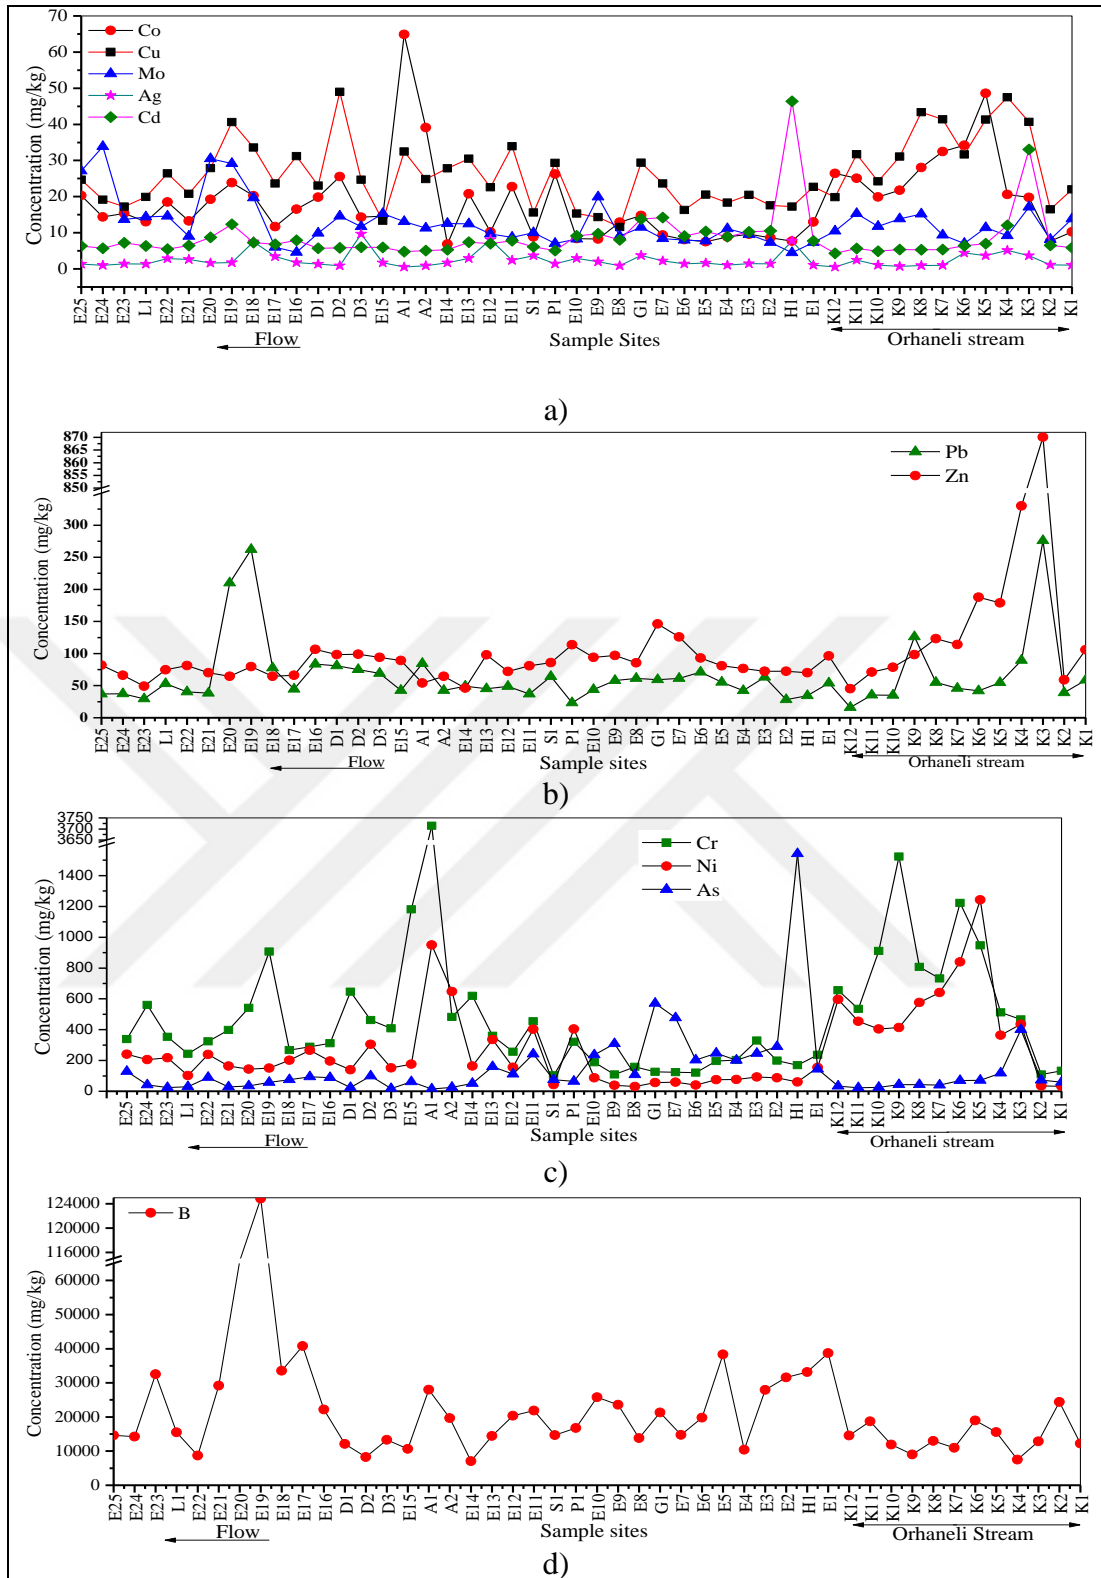 Co
Cu
Mo
Ag
Cd
70
60
50
40
30
20
10
0
Concentration (mg/kg)
E25 E24 E23 L1 E22 E21 E20 E19 E18 E17 E16 D1 D2 D3 E15 A1 A2 E14 E13 E12 E11 S1 P1 E10 E9 E8 G1 E7 E6 E5 E4 E3 E2 H1 E1 K12 K11 K10 K9 K8 K7 K6 K5 K4 K3 K2 K1
Flow Sample Sites Orhaneli stream
a)
Pb
Zn
870
865
860
855
850
300
250
200
150
100
50
0
Concentration (mg/kg)
E25 E24 E23 L1 E22 E21 E20 E19 E18 E17 E16 D1 D2 D3 E15 A1 A2 E14 E13 E12 E11 S1 P1 E10 E9 E8 G1 E7 E6 E5 E4 E3 E2 H1 E1 K12 K11 K10 K9 K8 K7 K6 K5 K4 K3 K2 K1
Flow Sample sites Orhaneli stream
b)
Cr
Ni
As
3750
3700
3650
1400
1200
1000
800
600
400
200
0
Concentration (mg/kg)
E25 E24 E23 L1 E22 E21 E20 E19 E18 E17 E16 D1 D2 D3 E15 A1 A2 E14 E13 E12 E11 S1 P1 E10 E9 E8 G1 E7 E6 E5 E4 E3 E2 H1 E1 K12 K11 K10 K9 K8 K7 K6 K5 K4 K3 K2 K1
Flow Sample sites Orhaneli stream
c)
B
124000
120000
116000
60000
50000
40000
30000
20000
10000
0
Concentration (mg/kg)
E25 E24 E23 L1 E22 E21 E20 E19 E18 E17 E16 D1 D2 D3 E15 A1 A2 E14 E13 E12 E11 S1 P1 E10 E9 E8 G1 E7 E6 E5 E4 E3 E2 H1 E1 K12 K11 K10 K9 K8 K7 K6 K5 K4 K3 K2 K1
Flow Sample sites Orhaneli Stream
d)